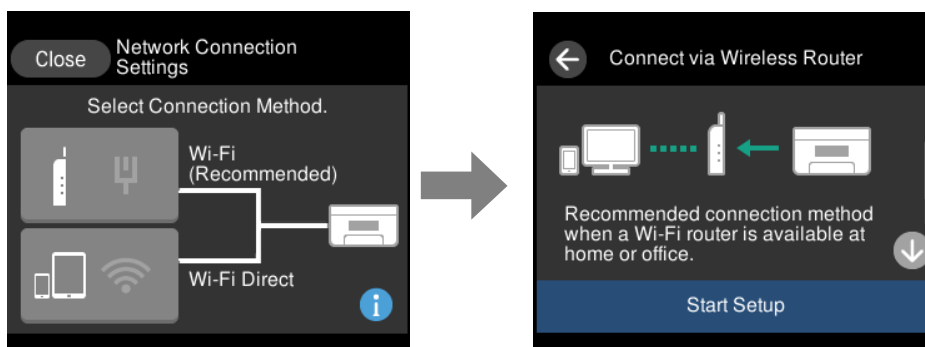 Close
Network Connection
Settings
Select Connection Method.
Wi-Fi
(Recommended)
Wi-Fi Direct
i
Connect via Wireless Router
Recommended connection method
when a Wi-Fi router is available at
home or office.
Start Setup